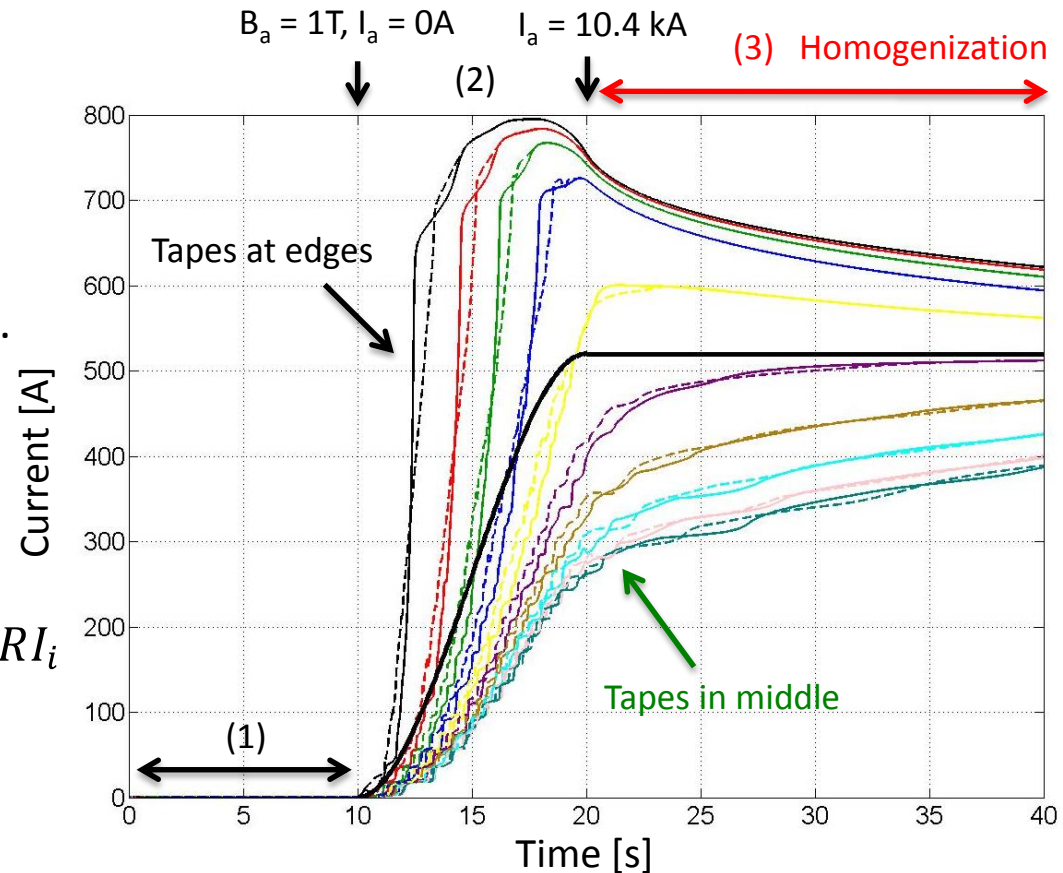 B_a = 1T, I_a = 0A
I_a = 10.4 kA
(3) Homogenization
(2)
800
700
Tapes at edges
600
.
500
400
Current [A]
300
RI_i
200
Tapes in middle
100
(1)
0
0 5 10 15 20 25 30 35 40
Time [s]